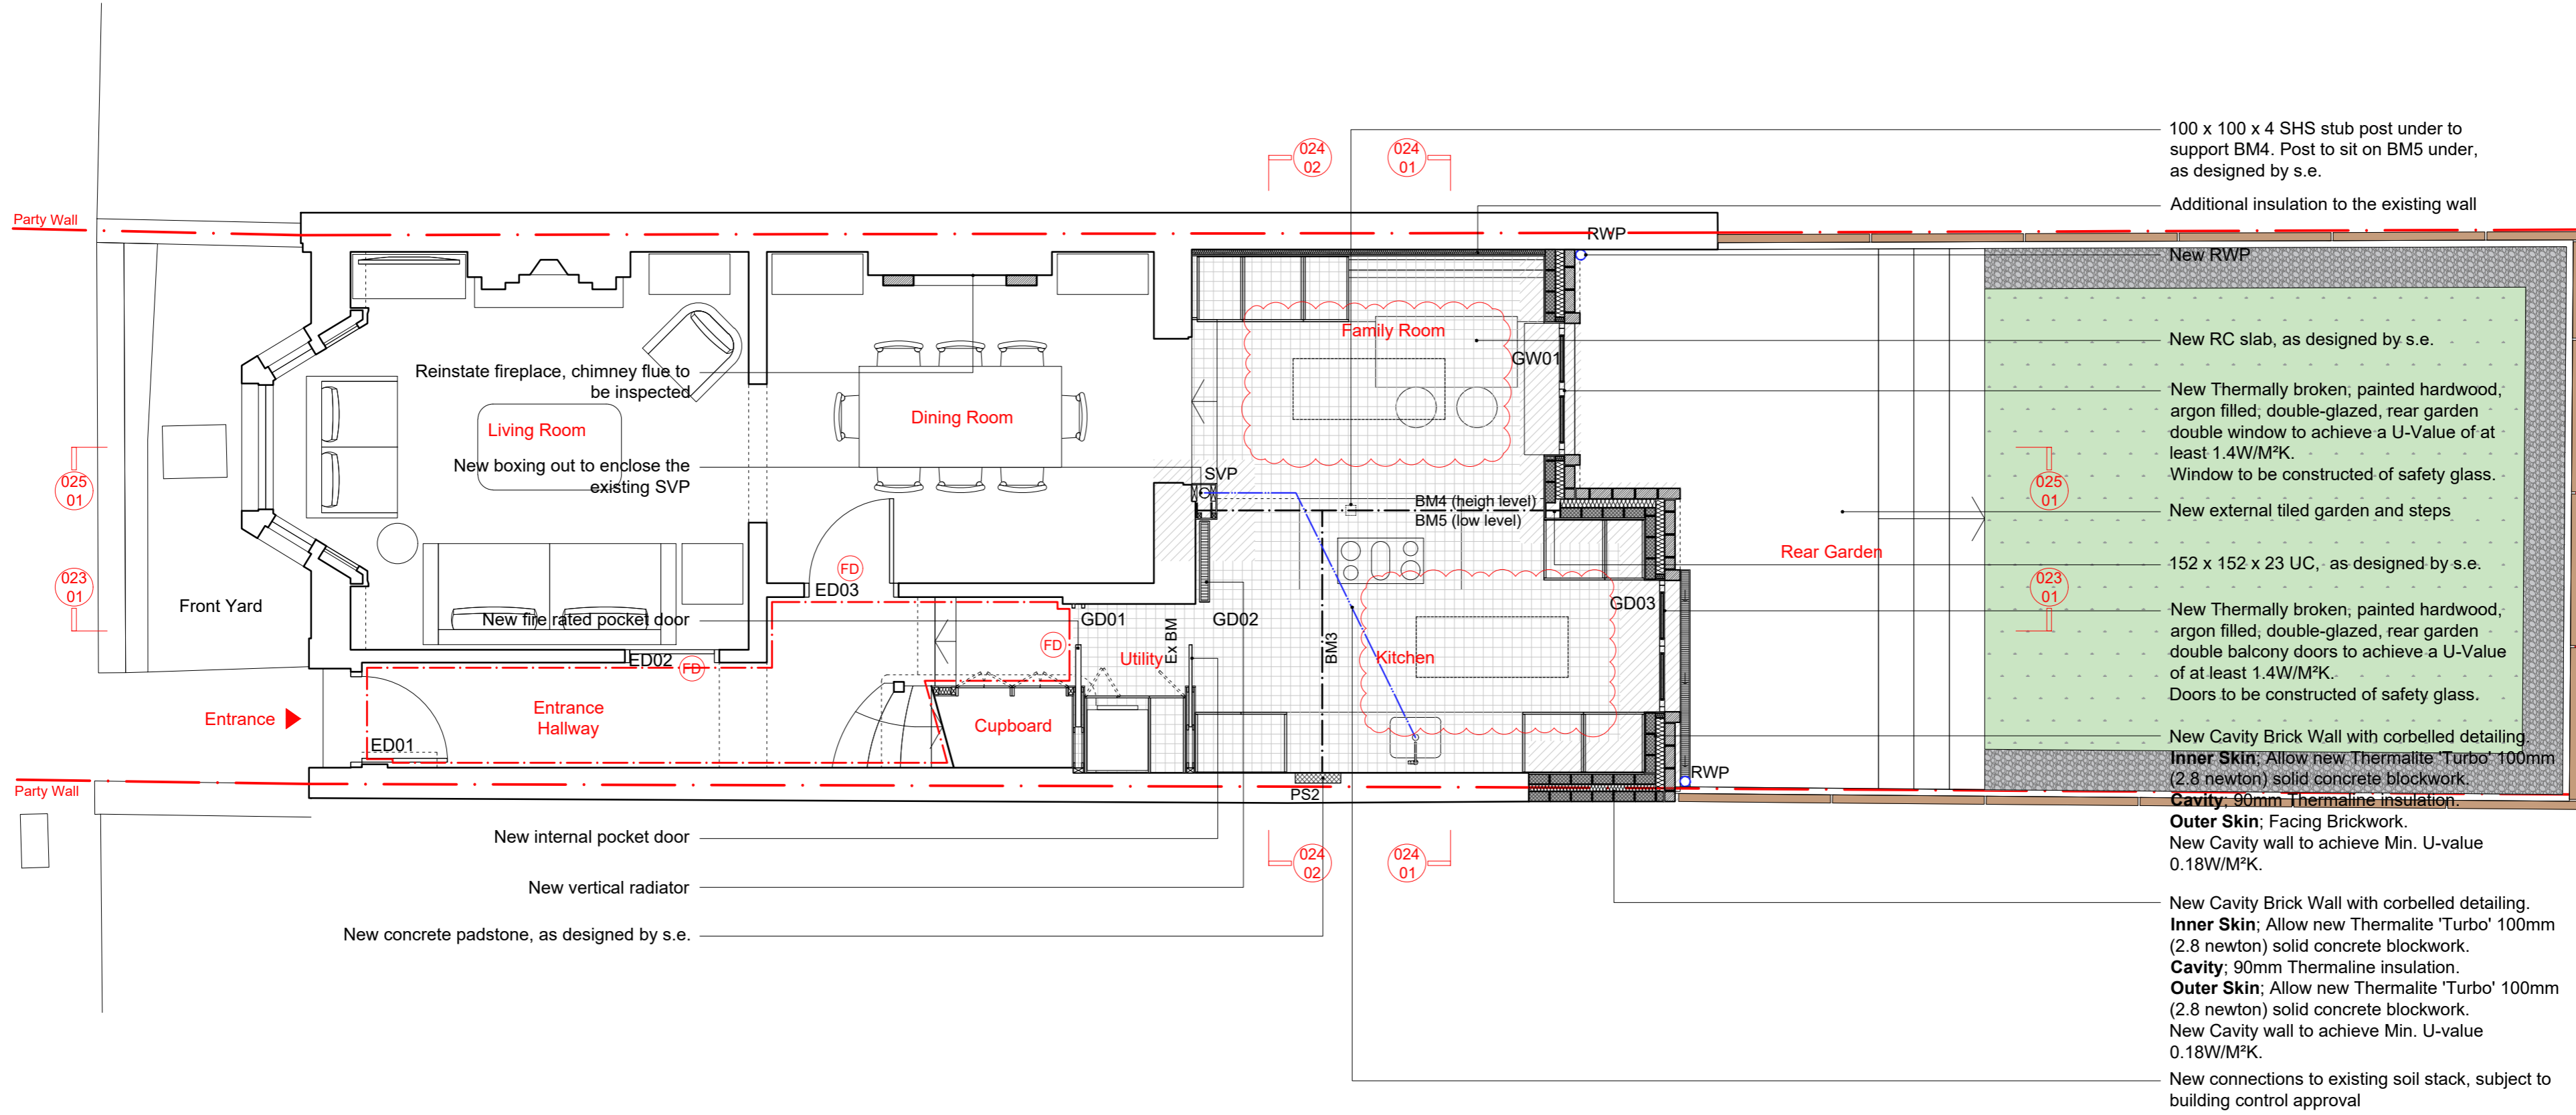 Party Wall
025
01
023
01
Party Wall
Front Yard
Entrance
ED01
Living Room
Reinstate fireplace, chimney flue to
be inspected
New boxing out to enclose the
existing SVP
New fire rated pocket door
ED02
FD
Entrance
Hallway
Dining Room
FD
ED03
FD
Cupboard
GD01
Utility
Ex BM
GD02
SVP
024
02
024
01
Family Room
GW01
RWP
BM4 (heigh level)
BM5 (low level)
BM3
Kitchen
GD03
PS2
RWP
024
02
024
01
New internal pocket door
New vertical radiator
New concrete padstone, as designed by s.e.
Rear Garden
025
01
023
01
100 x 100 x 4 SHS stub post under to
support BM4. Post to sit on BM5 under,
as designed by s.e.
Additional insulation to the existing wall
New RWP
New RC slab, as designed by s.e.
New Thermally broken, painted hardwood,
argon filled, double-glazed, rear garden
double window to achieve a U-Value of at
least 1.4W/M²K.
Window to be constructed of safety glass.
New external tiled garden and steps
152 x 152 x 23 UC, as designed by s.e.
New Thermally broken, painted hardwood,
argon filled, double-glazed, rear garden
double balcony doors to achieve a U-Value
of at least 1.4W/M²K.
Doors to be constructed of safety glass.
New Cavity Brick Wall with corbelled detailing.
Inner Skin; Allow new Thermalite 'Turbo' 100mm
(2.8 newton) solid concrete blockwork.
Cavity; 90mm Thermaline insulation.
Outer Skin; Facing Brickwork.
New Cavity wall to achieve Min. U-value
0.18W/M²K.
New Cavity Brick Wall with corbelled detailing.
Inner Skin; Allow new Thermalite 'Turbo' 100mm
(2.8 newton) solid concrete blockwork.
Cavity; 90mm Thermaline insulation.
Outer Skin; Allow new Thermalite 'Turbo' 100mm
(2.8 newton) solid concrete blockwork.
New Cavity wall to achieve Min. U-value
0.18W/M²K.
New connections to existing soil stack, subject to
building control approval